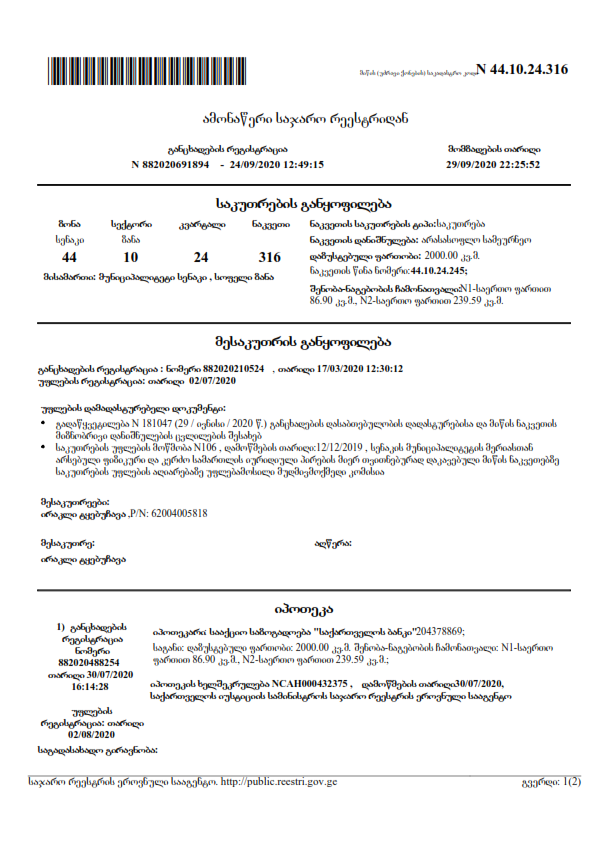 მიწის (უძრავი ქონების) საკადასტრო კოდი N 44.10.24.316
ამონაწერი საჯარო რეესტრიდან
განცხადების რეგისტრაცია
N 882020691894 - 24/09/2020 12:49:15
მომზადების თარიღი
29/09/2020 22:25:52
საკუთრების განყოფილება
ზონა სექტორი კვარტალი ნაკვეთი
სენაკი ზანა
44 10 24 316
მისამართი: მუნიციპალიტეტი სენაკი , სოფელი ზანა
ნაკვეთის საკუთრების ტიპი:საკუთრება
ნაკვეთის დანიშნულება: არასასოფლო სამეურნეო
დაზუსტებული ფართობი: 2000.00 კვ.მ.
ნაკვეთის წინა ნომერი:44.10.24.245;
შენობა-ნაგებობის ჩამონათვალი:N1-საერთო ფართით
86.90 კვ.მ., N2-საერთო ფართით 239.59 კვ.მ.
მესაკუთრის განყოფილება
განცხადების რეგისტრაცია : ნომერი 882020210524 , თარიღი 17/03/2020 12:30:12
უფლების რეგისტრაცია: თარიღი 02/07/2020
უფლების დამადასტურებელი დოკუმენტი:
• გადაწყვეტილება N 181047 (29 / ივნისი / 2020 წ.) განცხადების დასაბუთებულობის დადასტურებისა და მიწის ნაკვეთის
მიზნობრივი დანიშნულების ცვლილების შესახებ
• საკუთრების უფლების მოწმობა N106 , დამოწმების თარიღი:12/12/2019 , სენაკის მუნიციპალიტეტის მერიასთან
არსებული ფიზიკური და კერძო სამართლის იურიდიული პირების მიერ თვითნებურად დაკავებული მიწის ნაკვეთებზე
საკუთრების უფლების აღიარებაზე უფლებამოსილი მუდმივმოქმედი კომისია
მესაკუთრეები:
ირაკლი ტყებუჩავა ,P/N: 62004005818
მესაკუთრე: აღწერა:
ირაკლი ტყებუჩავა
იპოთეკა
1) განცხადების
რეგისტრაცია
ნომერი
882020488254
თარიღი 30/07/2020
16:14:28
უფლების
რეგისტრაცია: თარიღი
02/08/2020
იპოთეკარი: სააქციო საზოგადოება "საქართველოს ბანკი"204378869;
საგანი: დაზუსტებული ფართობი: 2000.00 კვ.მ. შენობა-ნაგებობის ჩამონათვალი: N1-საერთო
ფართით 86.90 კვ.მ., N2-საერთო ფართით 239.59 კვ.მ.;
იპოთეკის ხელშეკრულება NCAH000432375 , დამოწმების თარიღი30/07/2020,
საქართველოს იუსტიციის სამინისტროს საჯარო რეესტრის ეროვნული სააგენტო
საგადასახადო გირავნობა:
საჯარო რეესტრის ეროვნული სააგენტო. http://public.reestri.gov.ge გვერდი: 1(2)